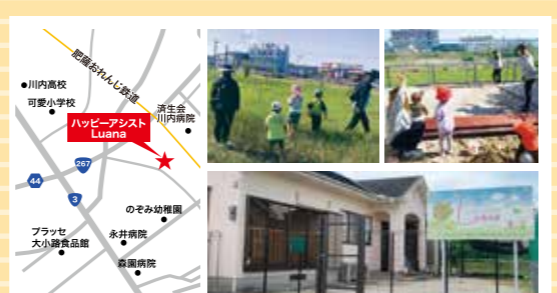 肥薩おれんじ鉄道
川内高校
可愛小学校
済生会
川内病院
ハッピーアシスト
Luana
267
44
3
のぞみ幼稚園
プラッセ
大小路食品館
永井病院
森園病院